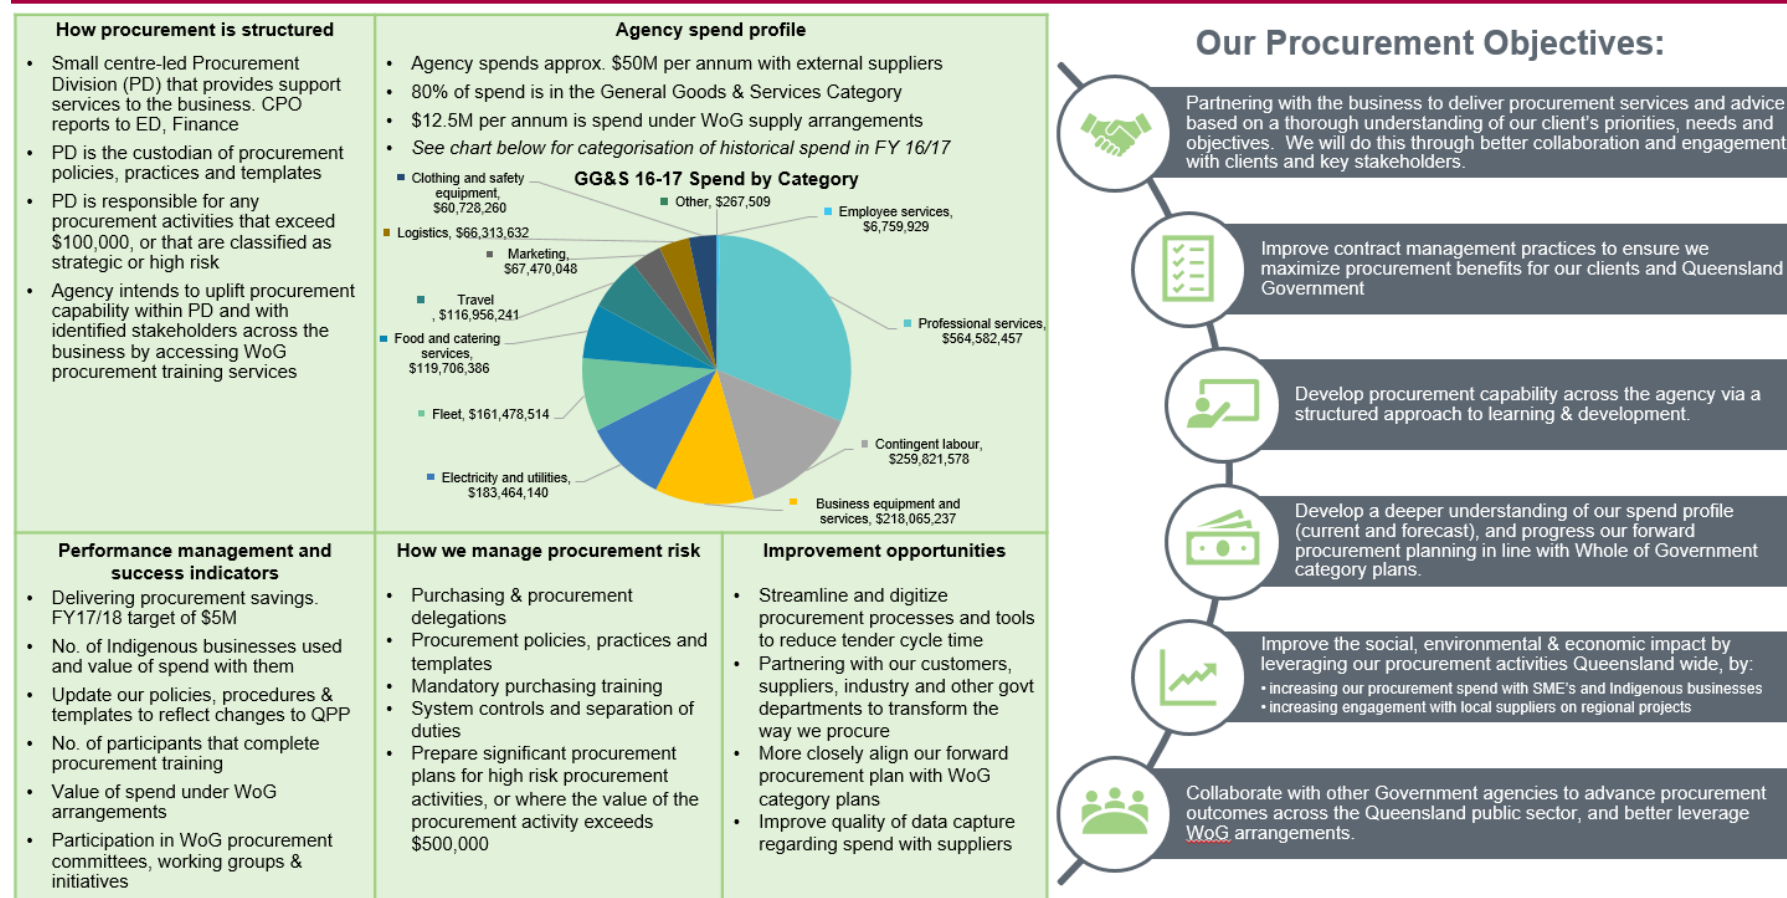 How procurement is structured
• Small centre-led Procurement
Division (PD) that provides support
services to the business. CPO
reports to ED, Finance
• PD is the custodian of procurement
policies, practices and templates
• PD is responsible for any
procurement activities that exceed
$100,000, or that are classified as
strategic or high risk
• Agency intends to uplift procurement
capability within PD and with
identified stakeholders across the
business by accessing WoG
procurement training services
Agency spend profile
• Agency spends approx. $50M per annum with external suppliers
• 80% of spend is in the General Goods & Services Category
• $12.5M per annum is spend under WoG supply arrangements
• See chart below for categorisation of historical spend in FY 16/17
GG&S 16-17 Spend by Category
Clothing and safety
equipment,
$60,728,260
Other, $267,509
Employee services,
$6,759,929
Logistics, $66,313,632
Marketing,
$67,470,048
Travel
, $116,956,241
Food and catering
services,
$119,706,386
Fleet, $161,478,514
Electricity and utilities,
$183,464,140
Professional services,
$564,582,457
Contingent labour,
$259,821,578
Business equipment and
services, $218,065,237
Performance management and
success indicators
• Delivering procurement savings.
FY17/18 target of $5M
• No. of Indigenous businesses used
and value of spend with them
• Update our policies, procedures &
templates to reflect changes to QPP
• No. of participants that complete
procurement training
• Value of spend under WoG
arrangements
• Participation in WoG procurement
committees, working groups &
initiatives
How we manage procurement risk
• Purchasing & procurement
delegations
• Procurement policies, practices and
templates
• Mandatory purchasing training
• System controls and separation of
duties
• Prepare significant procurement
plans for high risk procurement
activities, or where the value of the
procurement activity exceeds
$500,000
Improvement opportunities
• Streamline and digitize
procurement processes and tools
to reduce tender cycle time
• Partnering with our customers,
suppliers, industry and other govt
departments to transform the
way we procure
• More closely align our forward
procurement plan with WoG
category plans
• Improve quality of data capture
regarding spend with suppliers
Our Procurement Objectives:
Partnering with the business to deliver procurement services and advice
based on a thorough understanding of our client's priorities, needs and
objectives. We will do this through better collaboration and engagement
with clients and key stakeholders.
Improve contract management practices to ensure we
maximize procurement benefits for our clients and Queensland
Government
Develop procurement capability across the agency via a
structured approach to learning & development.
Develop a deeper understanding of our spend profile
(current and forecast), and progress our forward
procurement planning in line with Whole of Government
category plans.
Improve the social, environmental & economic impact by
leveraging our procurement activities Queensland wide, by:
• increasing our procurement spend with SME's and Indigenous businesses
• increasing engagement with local suppliers on regional projects
Collaborate with other Government agencies to advance procurement
outcomes across the Queensland public sector, and better leverage
WoG arrangements.